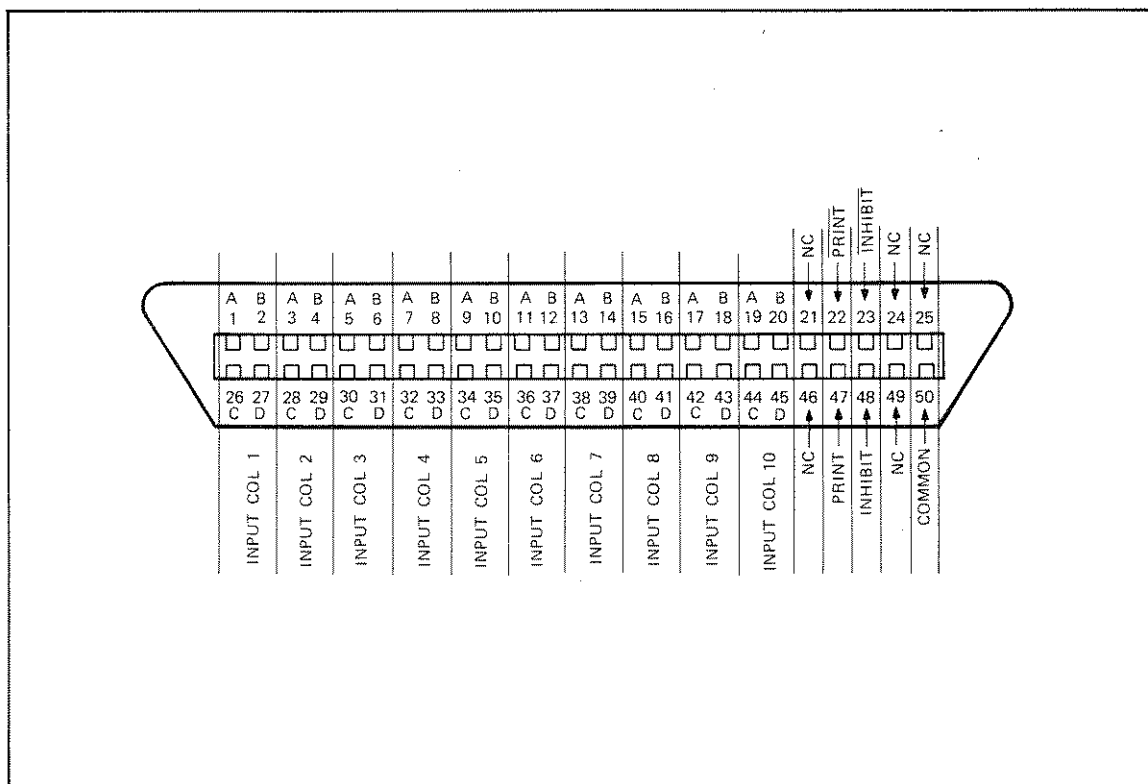 NC PRINT INHIBIT NC NC
A B A B A B A B A B A B A B A B A B A B
1 2 3 4 5 6 7 8 9 10 11 12 13 14 15 16 17 18 19 20 21 22 23 24 25
26 27 28 29 30 31 32 33 34 35 36 37 38 39 40 41 42 43 44 45 46 47 48 49 50
C D C D C D C D C D C D C D C D C D C D
INPUT COL 1
INPUT COL 2
INPUT COL 3
INPUT COL 4
INPUT COL 5
INPUT COL 6
INPUT COL 7
INPUT COL 8
INPUT COL 9
INPUT COL 10
NC
PRINT
INHIBIT
NC
COMMON